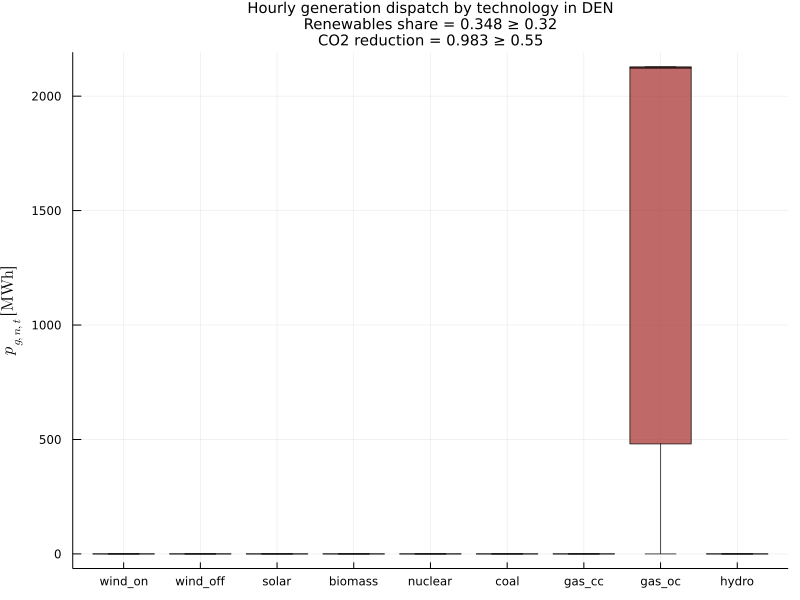 Hourly generation dispatch by technology in DEN
Renewables share = 0.348 ≥ 0.32
CO2 reduction = 0.983 ≥ 0.55
p_{g,n,t} [MWh]
2000
1500
1000
500
0
wind_on wind_off solar biomass nuclear coal gas_cc gas_oc hydro